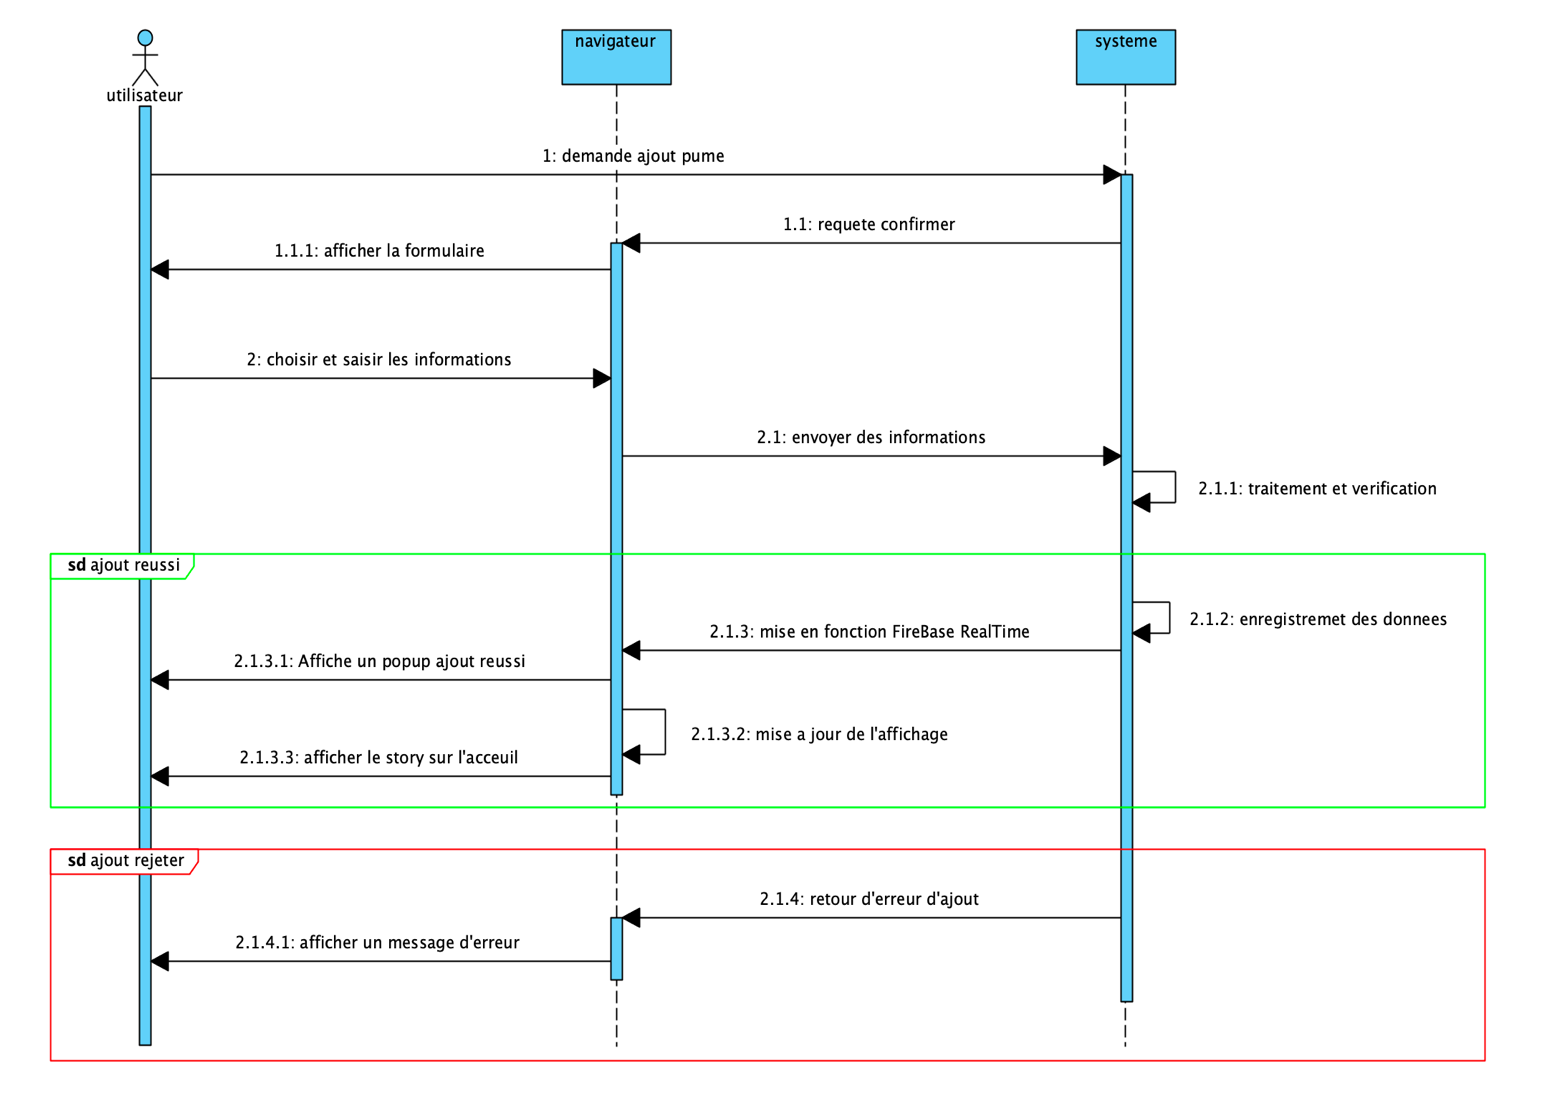 navigateur
systeme
utilisateur
1: demande ajout pume
1.1: requete confirmer
1.1.1: afficher la formulaire
2: choisir et saisir les informations
2.1: envoyer des informations
2.1.1: traitement et verification
sd ajout reussi
2.1.2: enregistremet des donnees
2.1.3: mise en fonction FireBase RealTime
2.1.3.1: Affiche un popup ajout reussi
2.1.3.2: mise a jour de l'affichage
2.1.3.3: afficher le story sur l'acceuil
sd ajout rejeter
2.1.4: retour d'erreur d'ajout
2.1.4.1: afficher un message d'erreur